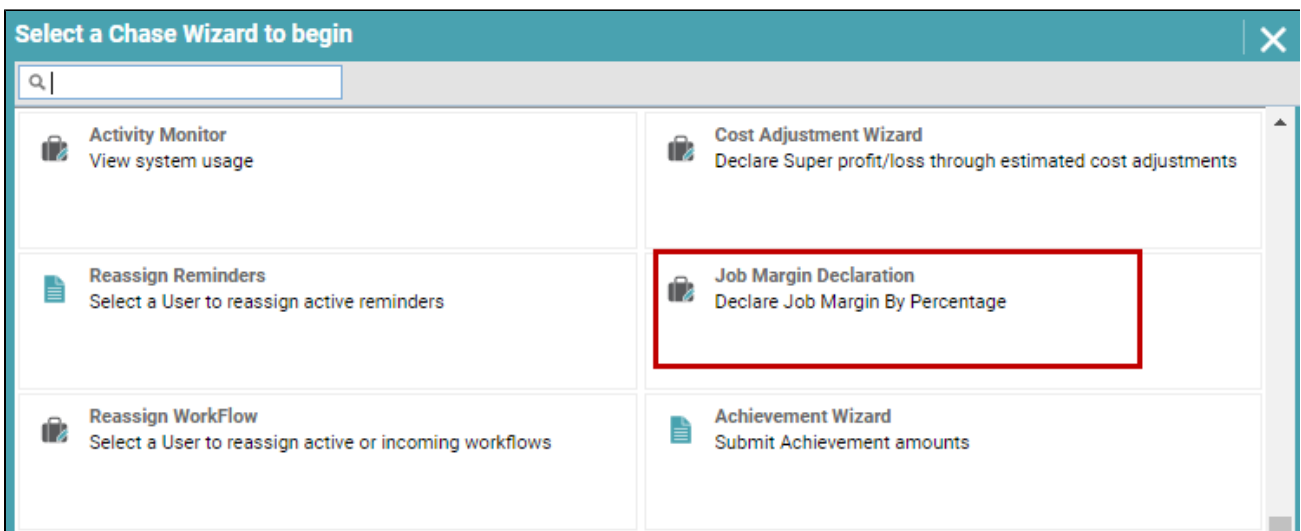 Select a Chase Wizard to begin
Activity Monitor
View system usage
Cost Adjustment Wizard
Declare Super profit/loss through estimated cost adjustments
Reassign Reminders
Select a User to reassign active reminders
Job Margin Declaration
Declare Job Margin By Percentage
Reassign WorkFlow
Select a User to reassign active or incoming workflows
Achievement Wizard
Submit Achievement amounts